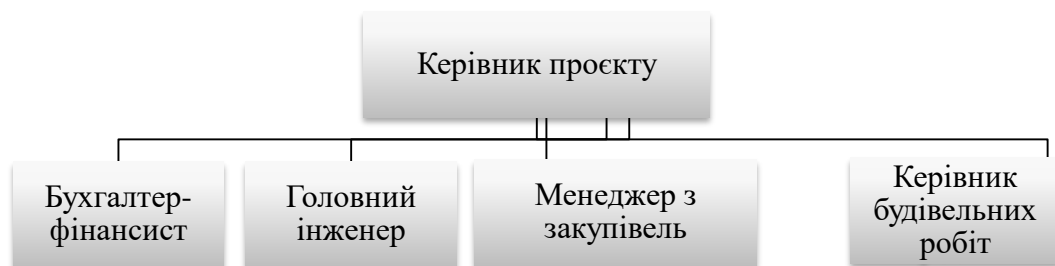 Керівник проєкту
Бухгалтер-
фінансист
Головний
інженер
Менеджер з
закупівель
Керівник
будівельних
робіт